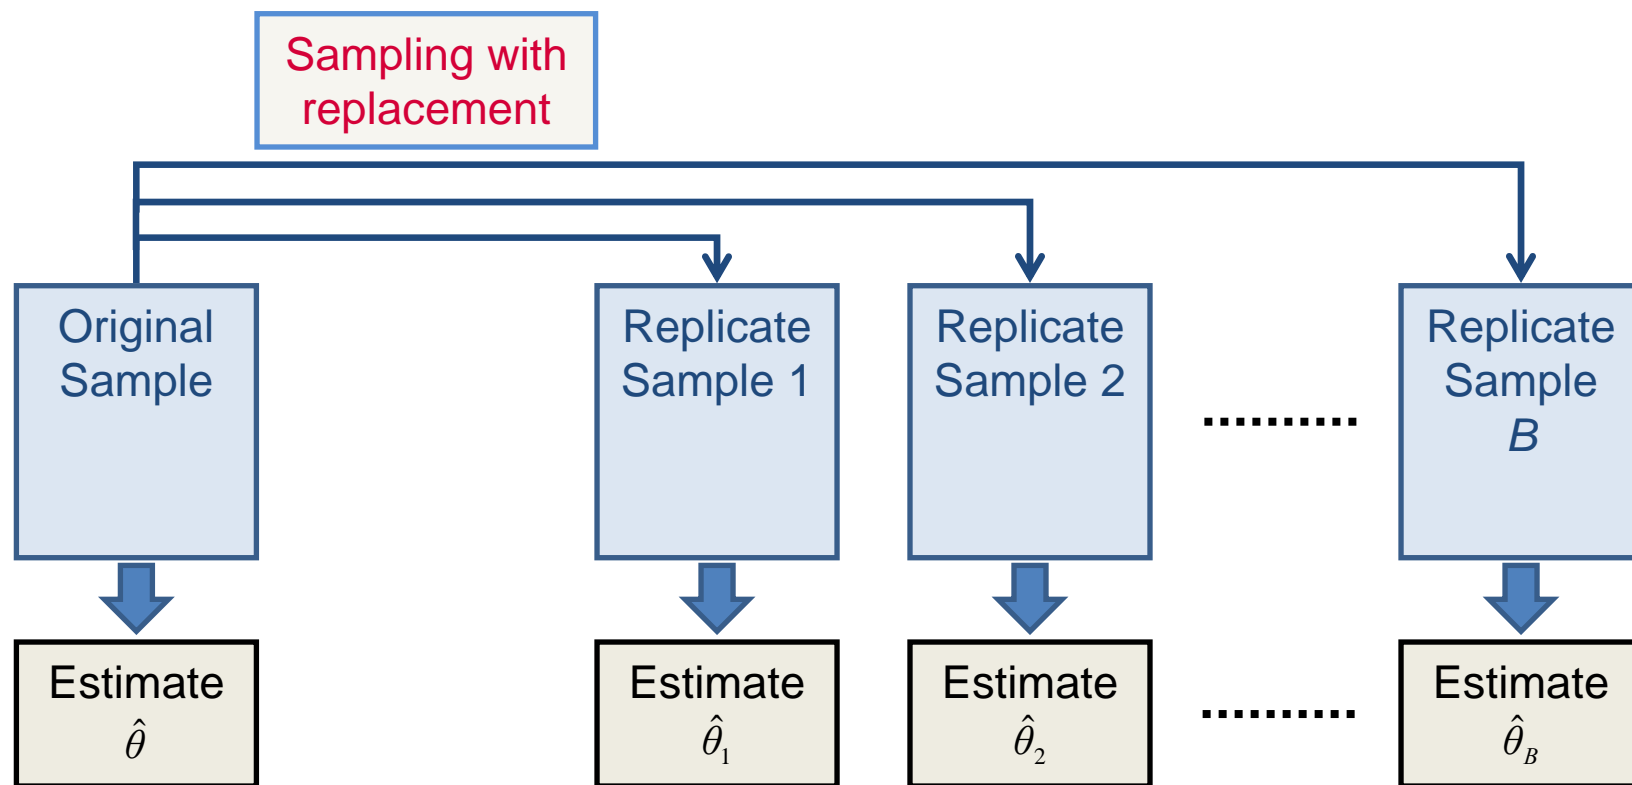 Sampling with
replacement
Original
Sample
Replicate
Sample 1
Replicate
Sample 2
..........
Replicate
Sample
B
Estimate
θ̂
Estimate
θ̂₁
Estimate
θ̂₂
..........
Estimate
θ̂_B